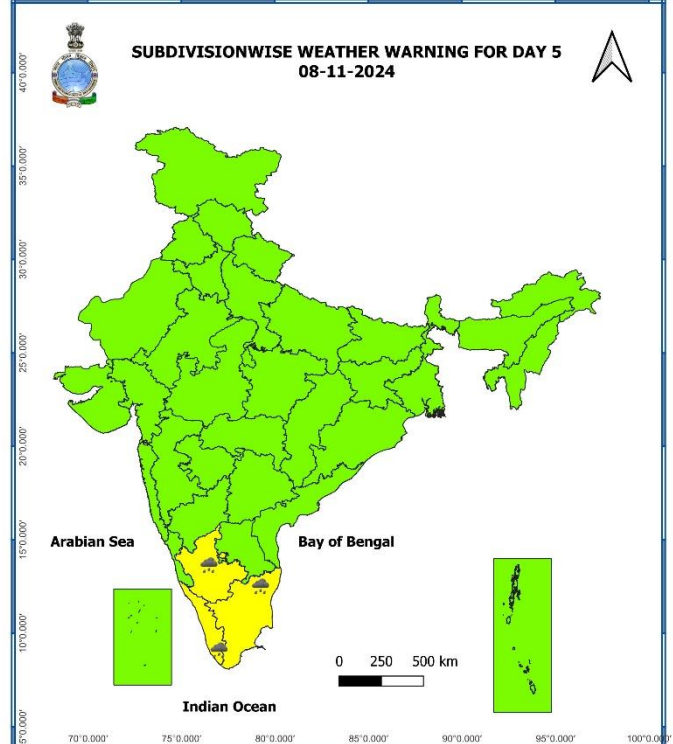 SUBDIVISIONWISE WEATHER WARNING FOR DAY 5
08-11-2024
40°0.000'
35°0.000'
30°0.000'
25°0.000'
20°0.000'
15°0.000'
10°0.000'
5°0.000'
Arabian Sea
Bay of Bengal
0 250 500 km
Indian Ocean
70°0.000' 75°0.000' 80°0.000' 85°0.000' 90°0.000' 95°0.000' 100°0.000'